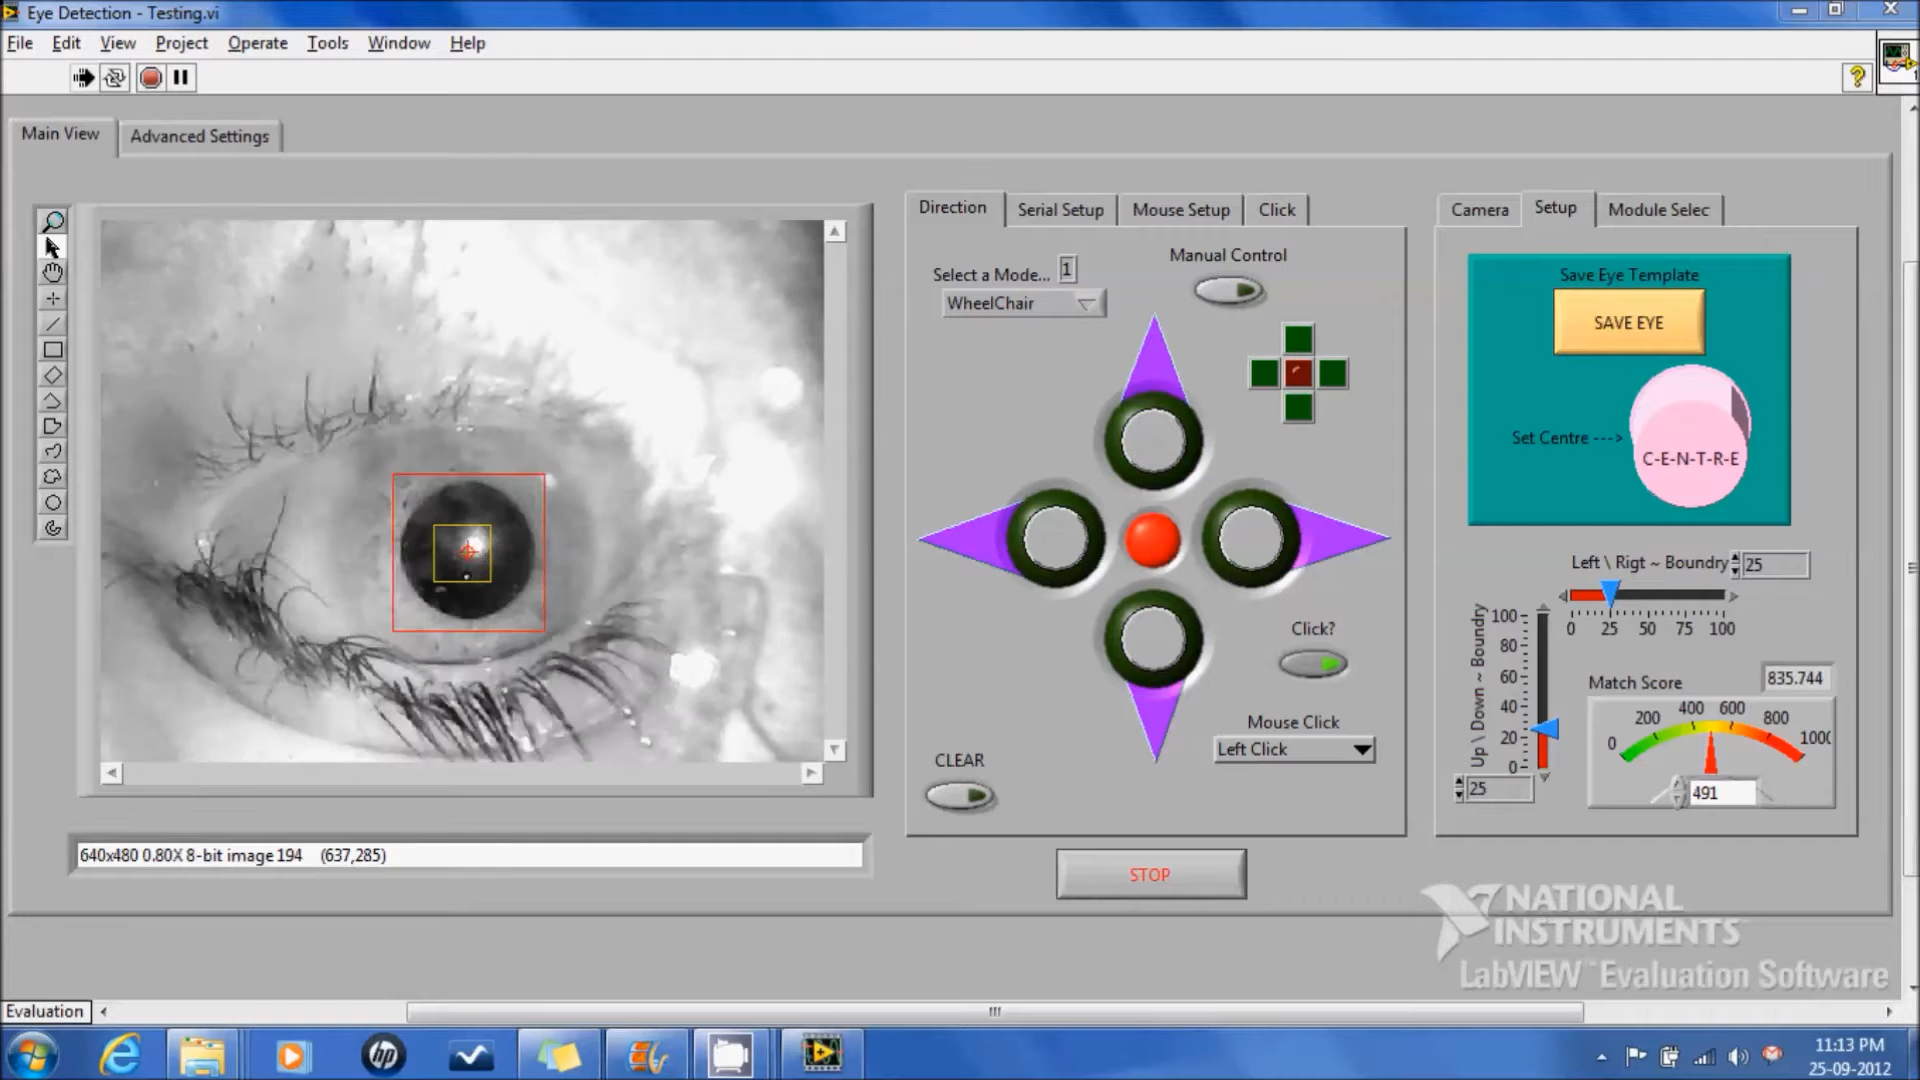 Eye Detection - Testing.vi
File Edit View Project Operate Tools Window Help
Main View
Advanced Settings
640x480 0.80X 8-bit image 194 (637,285)
Direction
Serial Setup
Mouse Setup
Click
Select a Mode... 1
WheelChair
Manual Control
Click?
Mouse Click
Left Click
CLEAR
STOP
Camera
Setup
Module Selec
Save Eye Template
SAVE EYE
Set Centre --->
C-E-N-T-R-E
Left \ Rigt ~ Boundry
25
0 25 50 75 100
Up \ Down ~ Boundry
100
80
60
40
20
0
25
Match Score
835.744
0 200 400 600 800 1000
491
NATIONAL
INSTRUMENTS
LabVIEW™ Evaluation Software
Evaluation
hp
11:13 PM
25-09-2012